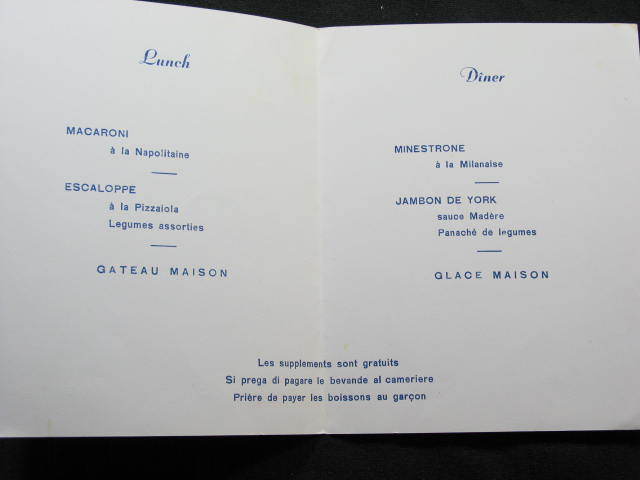 Lunch
MACARONI
à la Napolitaine
ESCALOPPE
à la Pizzaiola
Legumes assorties
GATEAU MAISON
Dîner
MINESTRONE
à la Milanaise
JAMBON DE YORK
sauce Madère
Panaché de legumes
GLACE MAISON
Les supplements sont gratuits
Si prega di pagare le bevande al cameriere
Prière de payer les boissons au garçon